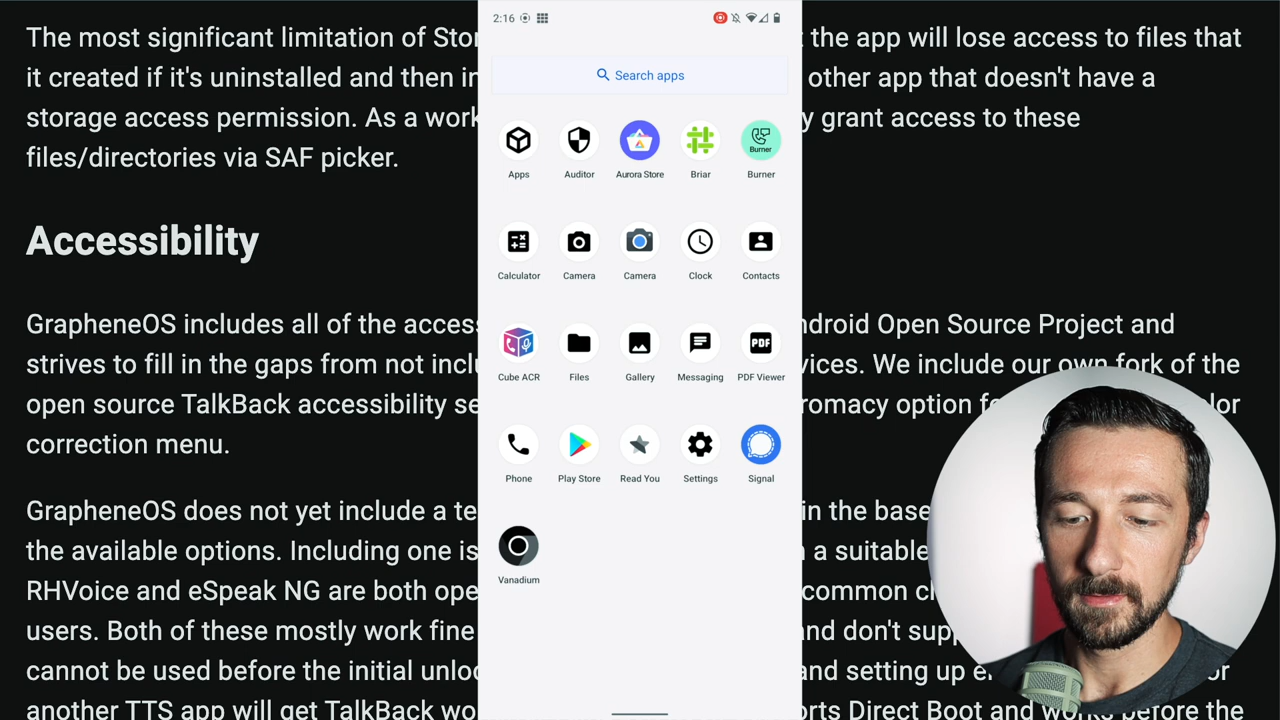 The most significant limitation of Stor
it created if it's uninstalled and then in
storage access permission. As a work
files/directories via SAF picker.
Accessibility
GrapheneOS includes all of the access
strives to fill in the gaps from not inclu
open source TalkBack accessibility se
correction menu.
GrapheneOS does not yet include a te
the available options. Including one is
RHVoice and eSpeak NG are both ope
users. Both of these mostly work fine
cannot be used before the initial unloc
another TTS app will get TalkBack wo
2:16
Search apps
Apps Auditor Aurora Store Briar Burner
Burner
Calculator Camera Camera Clock Contacts
PDF
Cube ACR Files Gallery Messaging PDF Viewer
Phone Play Store Read You Settings Signal
Vanadium
t the app will lose access to files that
other app that doesn't have a
y grant access to these
ndroid Open Source Project and
vices. We include our own fork of the
romacy option
lor
in the base
a suitable
common
and don't supp
and setting up
or
orts Direct Boot and works before the